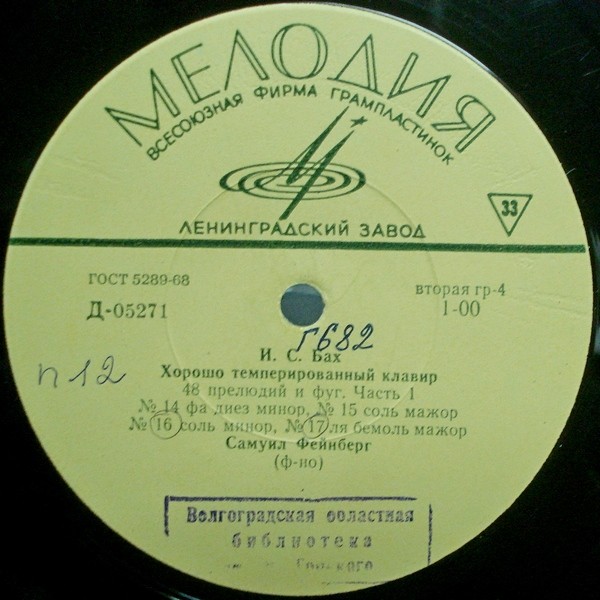 МЕЛОДИЯ
ВСЕСОЮЗНАЯ ФИРМА ГРАМПЛАСТИНОК
33
ЛЕНИНГРАДСКИЙ ЗАВОД
ГОСТ 5289-68
вторая гр-4
Д-05271
1-00
Г682
И. С. Бах
п12
Хорошо темперированный клавир
48 прелюдий и фуг. Часть 1
№ 14 фа диез минор, № 15 соль мажор
№ 16 соль минор, № 17 ля бемоль мажор
Самуил Фейнберг
(ф-но)
Волгоградская областная
библиотека
Горького